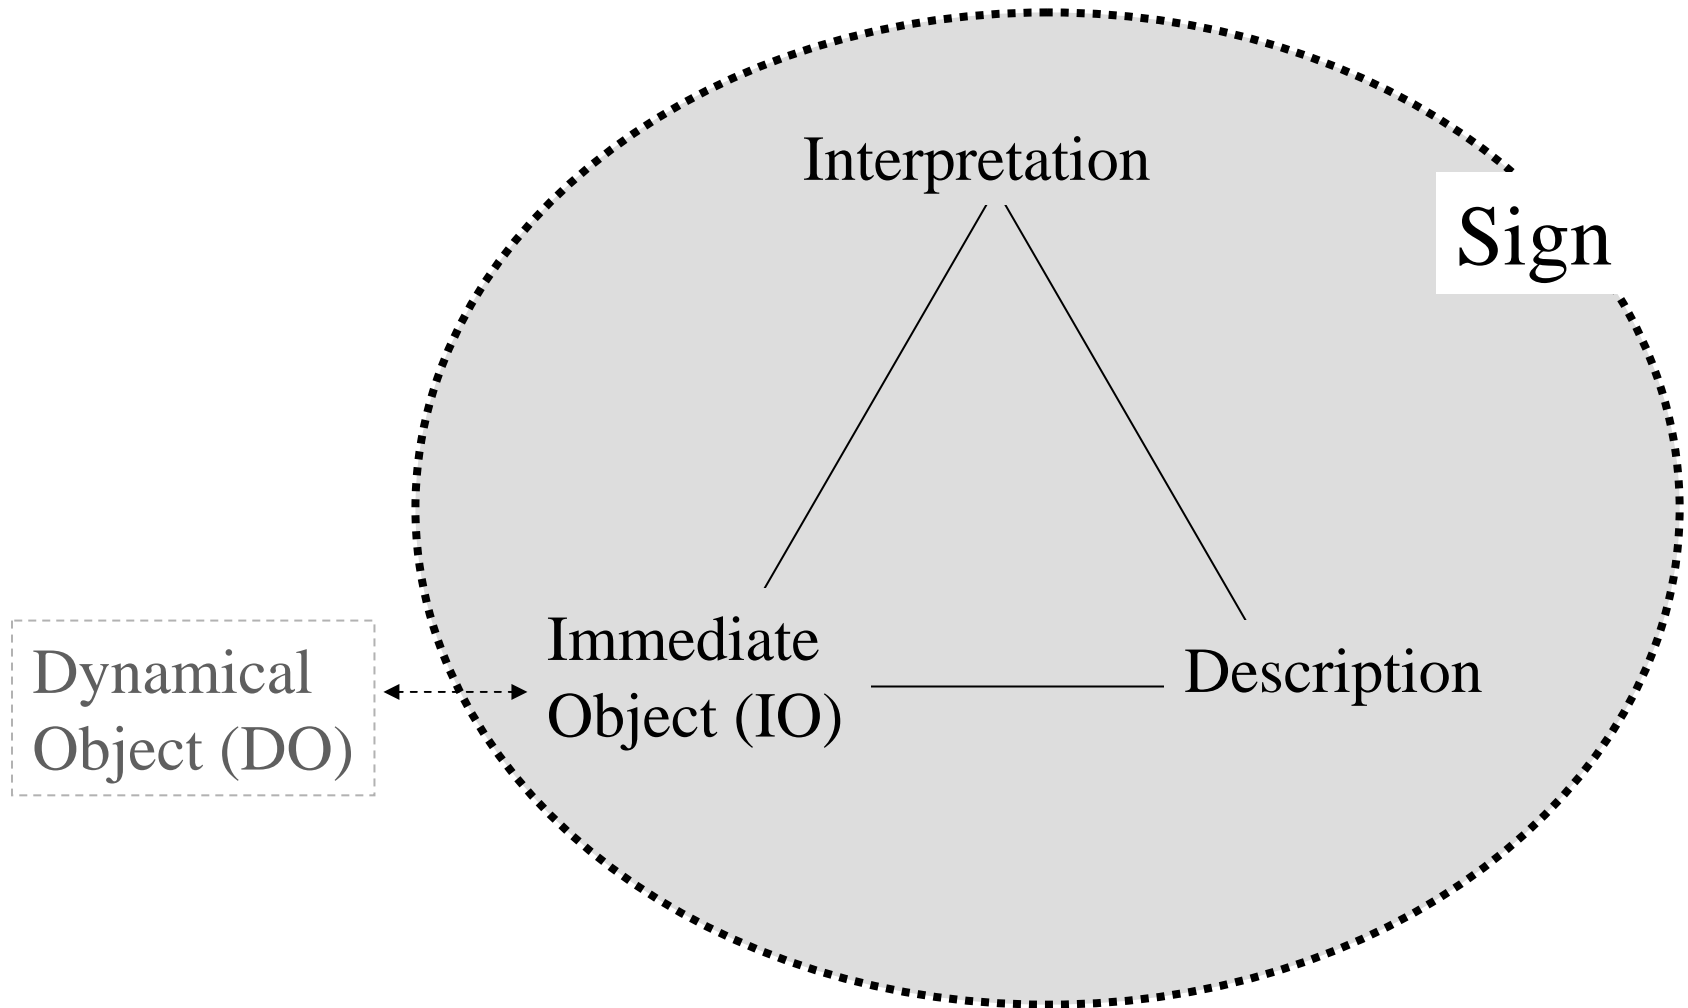 Interpretation
Sign
Immediate
Object (IO)
Description
Dynamical
Object (DO)